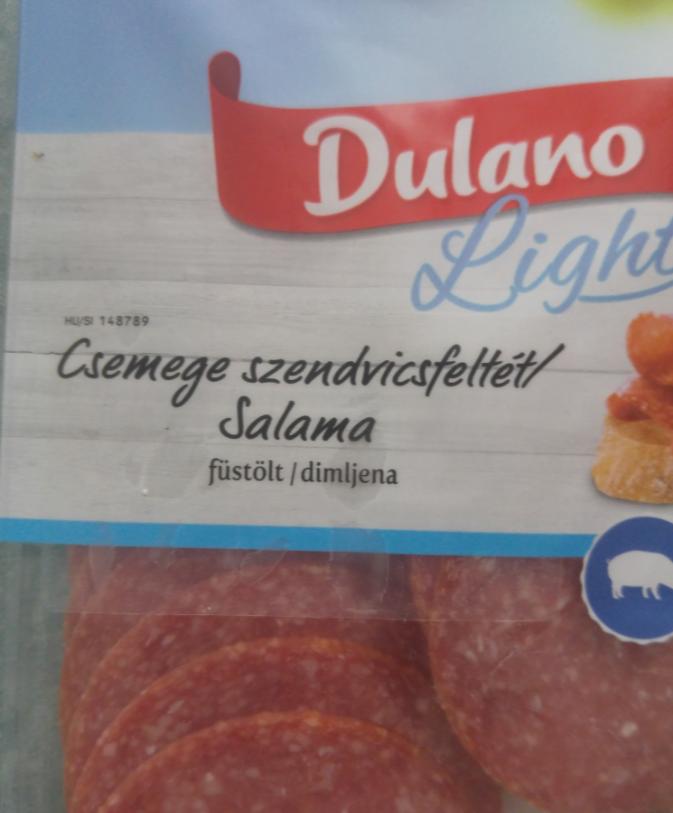 Dulano
Light
HU/SI 148789
Csemege szendvicsfeltét/
Salama
füstölt / dimljena